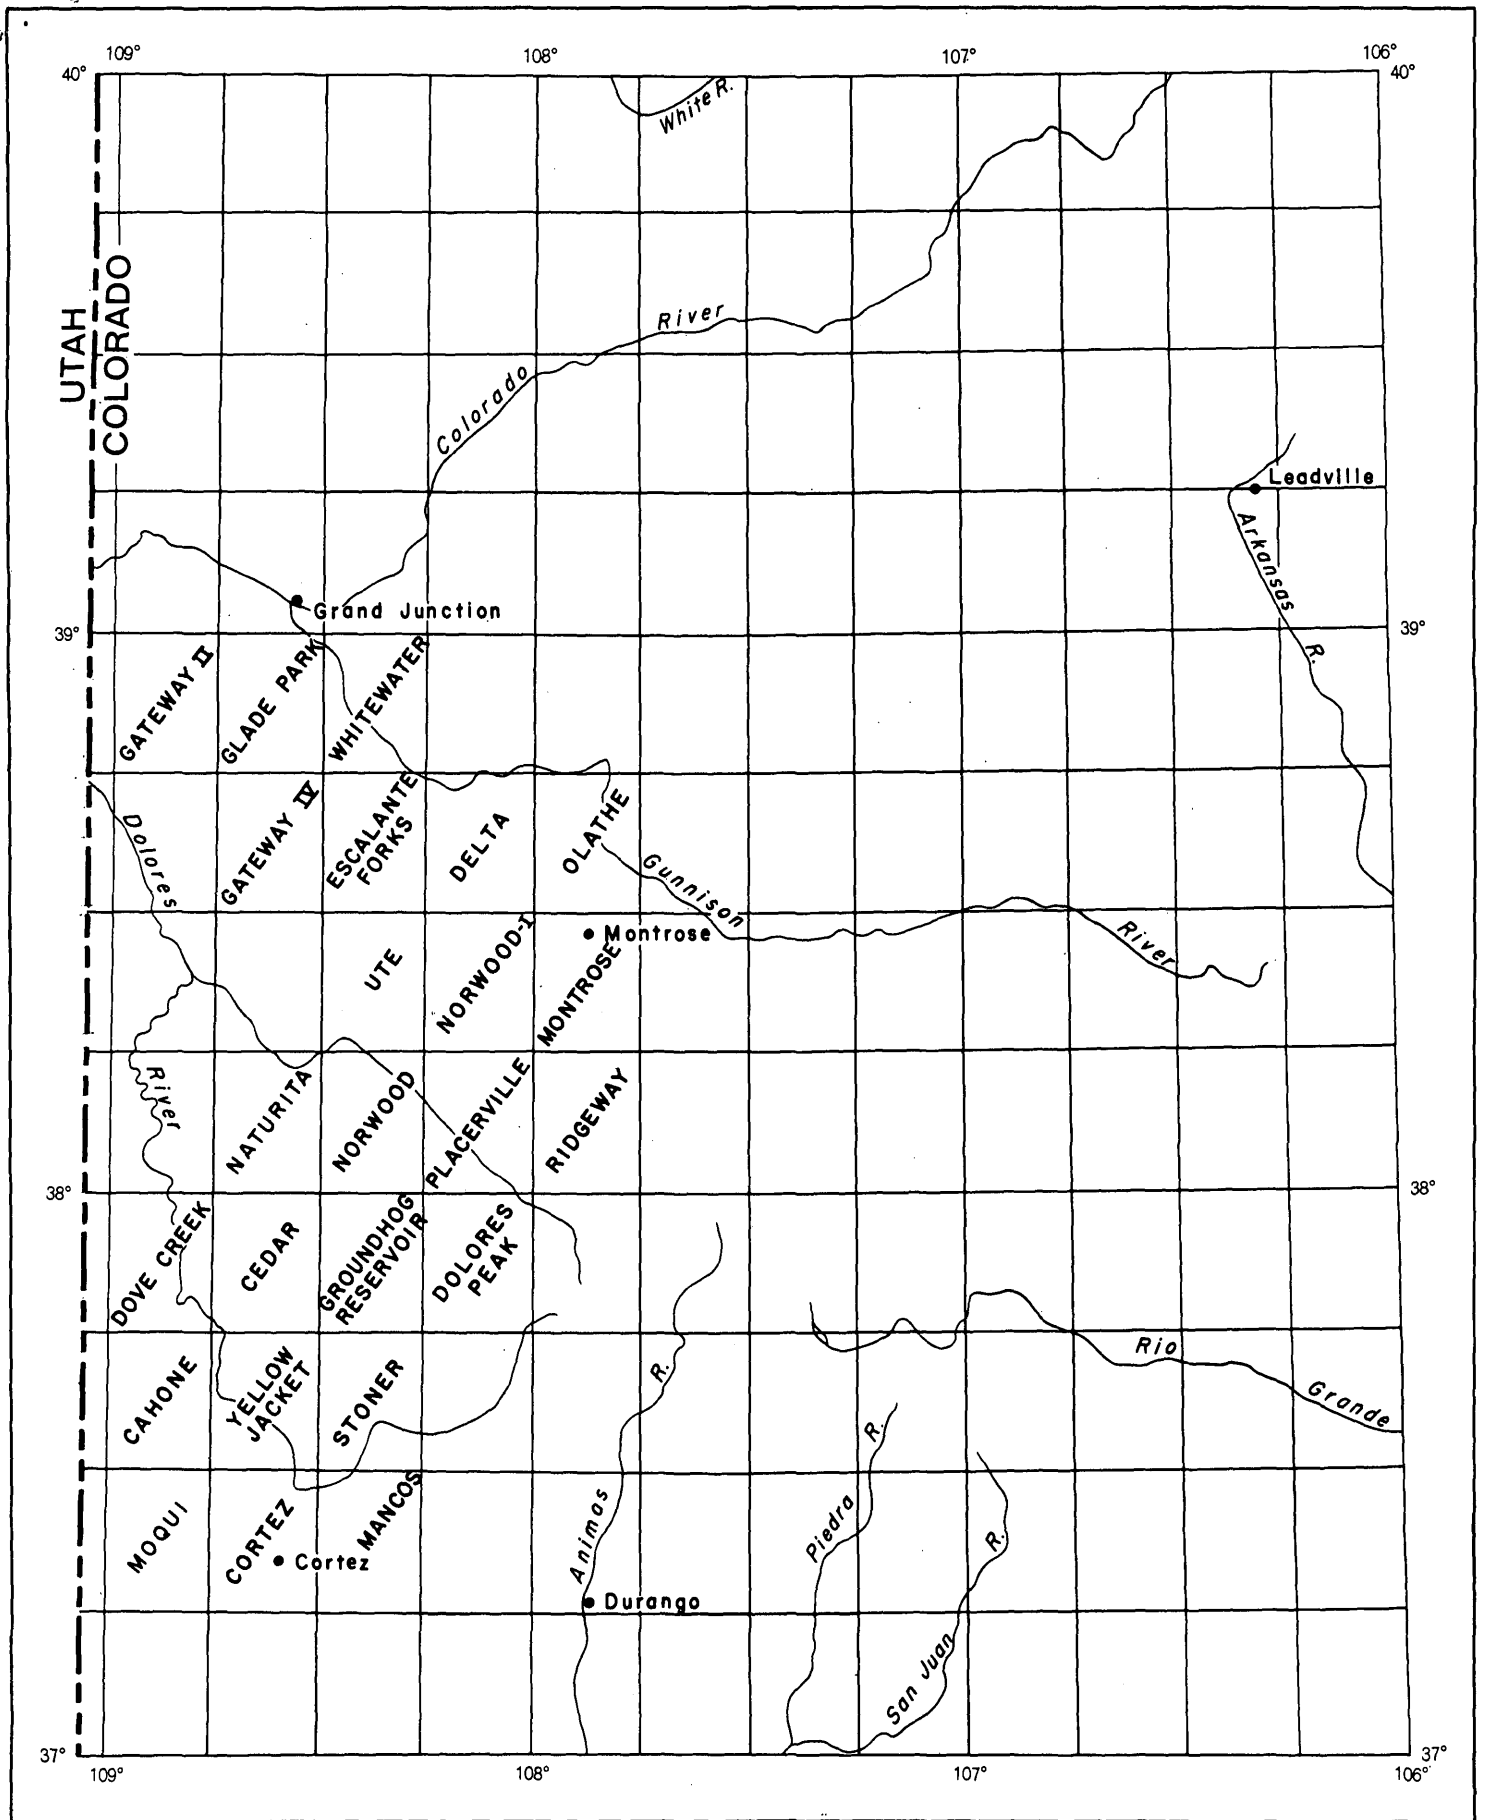 109°
108°
107°
106°
40°
40°
White R.
UTAH
COLORADO
River
Colorado
Leadville
Arkansas
R.
Grand Junction
39°
39°
GATEWAY II
GLADE PARK
WHITEWATER
GATEWAY IV
ESCALANTE
FORKS
DELTA
OLATHE
Dolores
Gunnison
River
UTE
NORWOOD-I
Montrose
MONTROSE
River
NATURITA
NORWOOD
PLACERVILLE
RIDGEWAY
38°
38°
DOVE CREEK
CEDAR
GROUNDHOG
RESERVOIR
DOLORES
PEAK
CAHONE
YELLOW
JACKET
STONER
R.
Rio
Grande
R.
MOQUI
CORTEZ
Cortez
MANCOS
Animas
Piedra
R.
Durango
San Juan
37°
37°
109°
108°
107°
106°